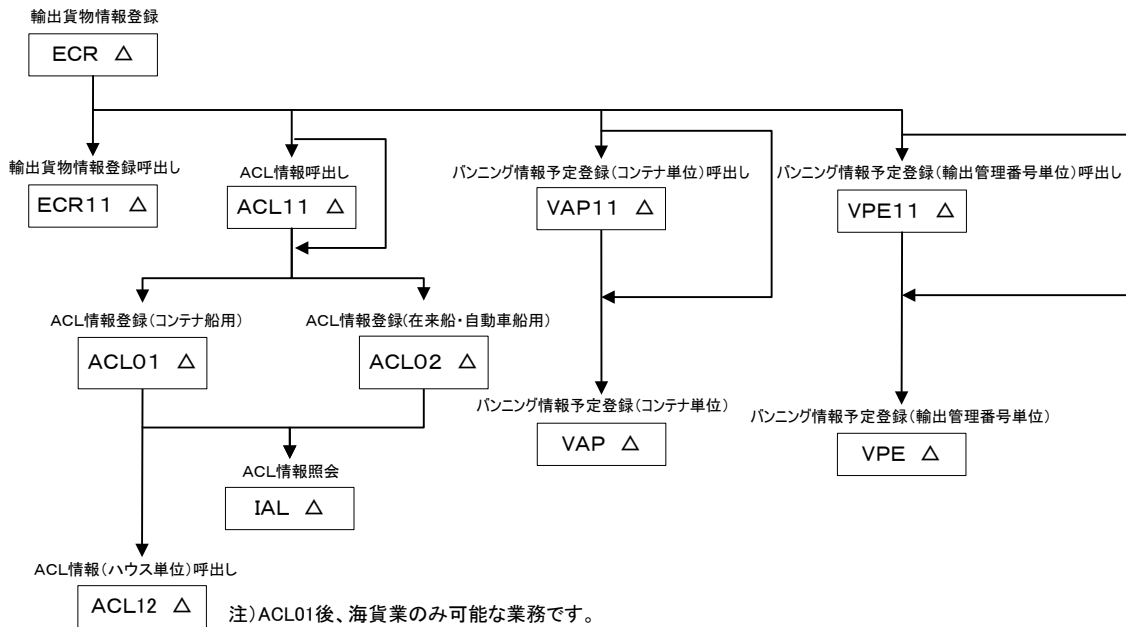 輸出貨物情報登録
ECR △
輸出貨物情報登録呼出し
ECR11 △
ACL情報呼出し
ACL11 △
バンニング情報予定登録(コンテナ単位)呼出し
VAP11 △
バンニング情報予定登録(輸出管理番号単位)呼出し
VPE11 △
ACL情報登録(コンテナ船用)
ACL01 △
ACL情報登録(在来船・自動車船用)
ACL02 △
バンニング情報予定登録(コンテナ単位)
VAP △
バンニング情報予定登録(輸出管理番号単位)
VPE △
ACL情報照会
IAL △
ACL情報(ハウス単位)呼出し
ACL12 △
注)ACL01後、海貨業のみ可能な業務です。